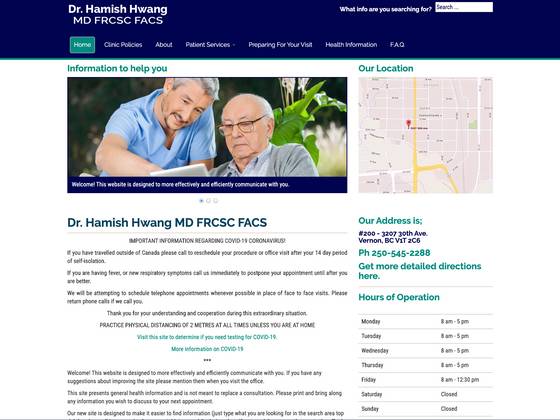 Dr. Hamish Hwang
MD FRCSC FACS
What info are you searching for?
Search ...
Home
Clinic Policies
About
Patient Services
Preparing For Your Visit
Health Information
F.A.Q.
Information to help you
Welcome! This website is designed to more effectively and efficiently communicate with you.
Dr. Hamish Hwang MD FRCSC FACS
IMPORTANT INFORMATION REGARDING COVID-19 CORONAVIRUS!
If you have travelled outside of Canada please call to reschedule your procedure or office visit after your 14 day period
of self-isolation.
If you are having fever, or new respiratory symptoms call us immediately to postpone your appointment until after you
are better.
We will be attempting to schedule telephone appointments whenever possible in place of face to face visits. Please
return phone calls if we call you.
Thank you for your understanding and cooperation during this extraordinary situation.
PRACTICE PHYSICAL DISTANCING OF 2 METRES AT ALL TIMES UNLESS YOU ARE AT HOME
Visit this site to determine if you need testing for COVID-19.
More information on COVID-19
***
Welcome! This website is designed to more effectively and efficiently communicate with you. If you have any
suggestions about improving the site please mention them when you visit the office.
This site presents general health information and is not meant to replace a consultation. Please print and bring along
any information you wish to discuss to your next appointment.
Our new site is designed to make it easier to find information (just type what you are looking for in the search area top
Our Location
Our Address is;
#200 - 3207 30th Ave.
Vernon, BC V1T 2C6
Ph 250-545-2288
Get more detailed directions
here.
Hours of Operation
Monday 8 am - 5 pm
Tuesday 8 am - 5 pm
Wednesday 8 am - 5 pm
Thursday 8 am - 5 pm
Friday 8 am - 12:30 pm
Saturday Closed
Sunday Closed